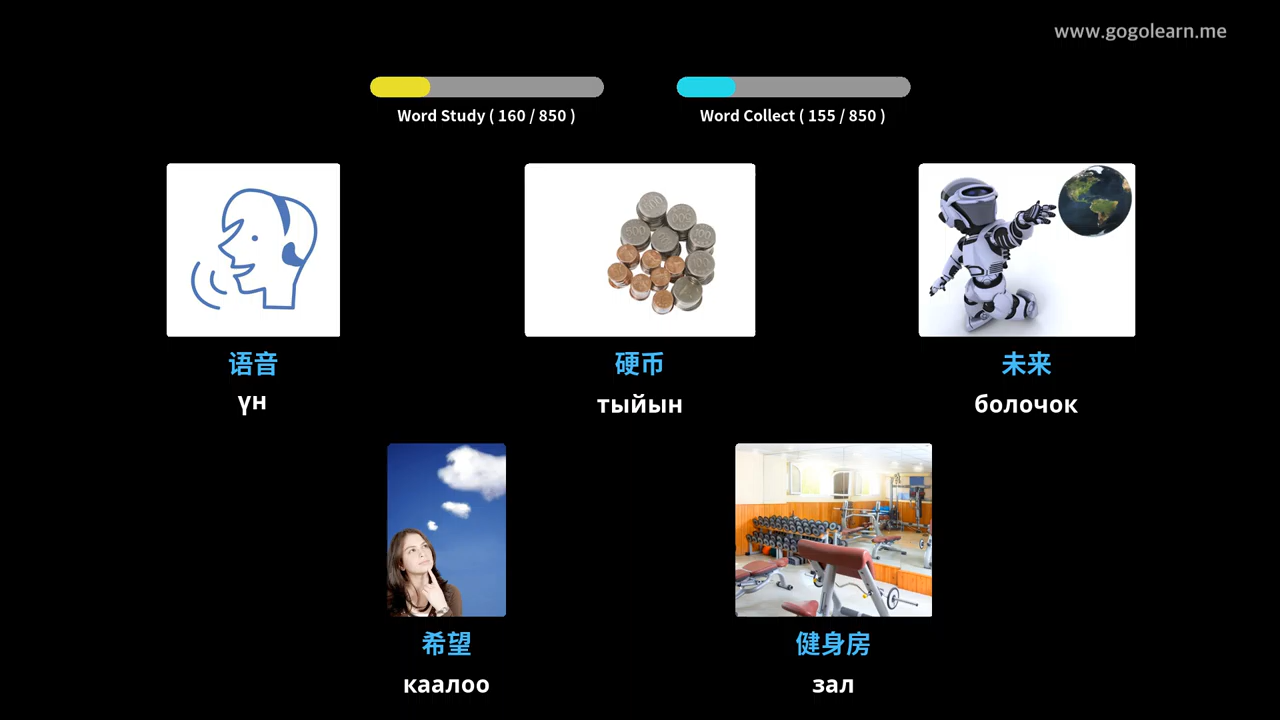 www.gogolearn.me
Word Study ( 160 / 850 )
Word Collect ( 155 / 850 )
语音
үн
硬币
тыйын
未来
болочок
希望
каалоо
健身房
зал